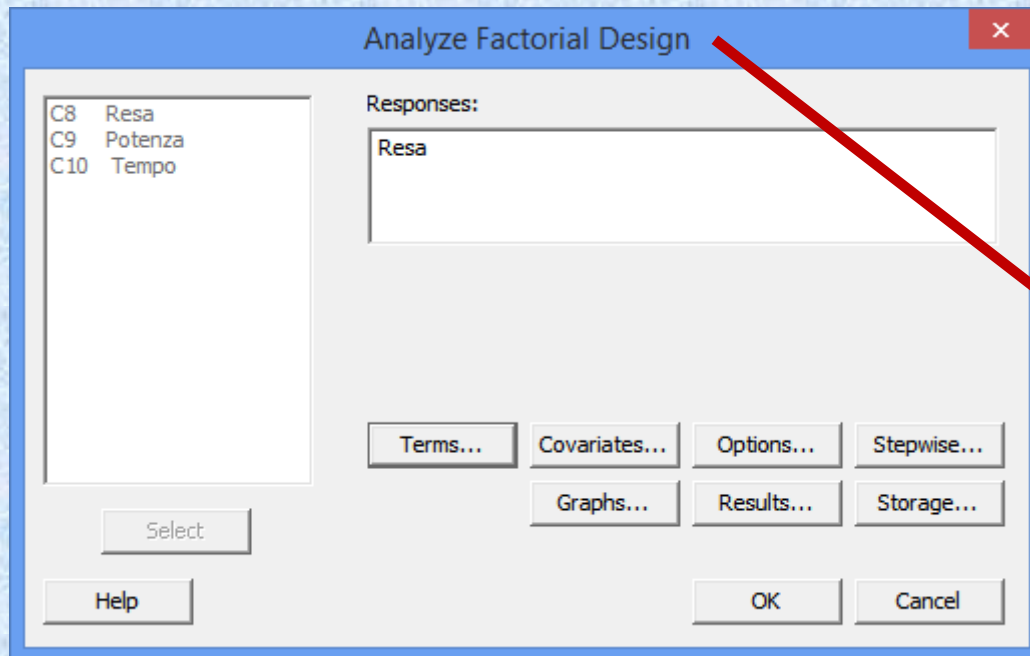 Analyze Factorial Design
C8 Resa
C9 Potenza
C10 Tempo
Responses:
Resa
Terms...
Covariates...
Options...
Stepwise...
Graphs...
Results...
Storage...
Select
Help
OK
Cancel